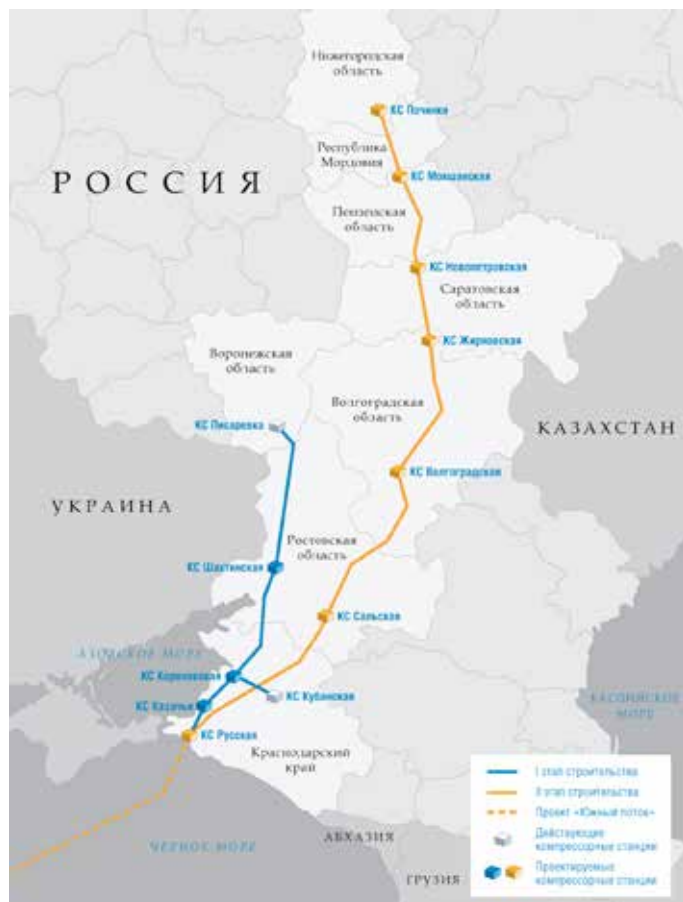 Нижегородская
область
КС Починки
Республика
Мордовия
КС Мокшанская
РОССИЯ
Пензенская
область
КС Новопетровская
Саратовская
область
КС Жирновская
Воронежская
область
Волгоградская
область
КС Писаревка
КАЗАХСТАН
КС Волгоградская
УКРАИНА
Ростовская
область
КС Шахтинская
КС Сальская
АЗОВСКОЕ МОРЕ
КС Кореновская
КС Кубанская
КАСПИЙСКОЕ
МОРЕ
КС Казачья
КС Русская
Краснодарский
край
I этап строительства
II этап строительства
Проект «Южный поток»
Действующие
компрессорные станции
Проектируемые
компрессорные станции
АБХАЗИЯ
ЧЕРНОЕ МОРЕ
ГРУЗИЯ